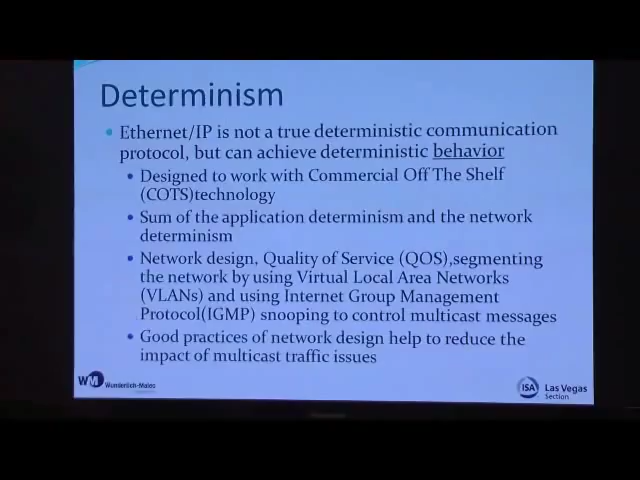 Determinism
• Ethernet/IP is not a true deterministic communication
protocol, but can achieve deterministic behavior
• Designed to work with Commercial Off The Shelf
(COTS)technology
• Sum of the application determinism and the network
determinism
• Network design, Quality of Service (QOS),segmenting
the network by using Virtual Local Area Networks
(VLANs) and using Internet Group Management
Protocol(IGMP) snooping to control multicast messages
• Good practices of network design help to reduce the
impact of multicast traffic issues
WM Wunderlich-Malec
ISA Las Vegas
Section